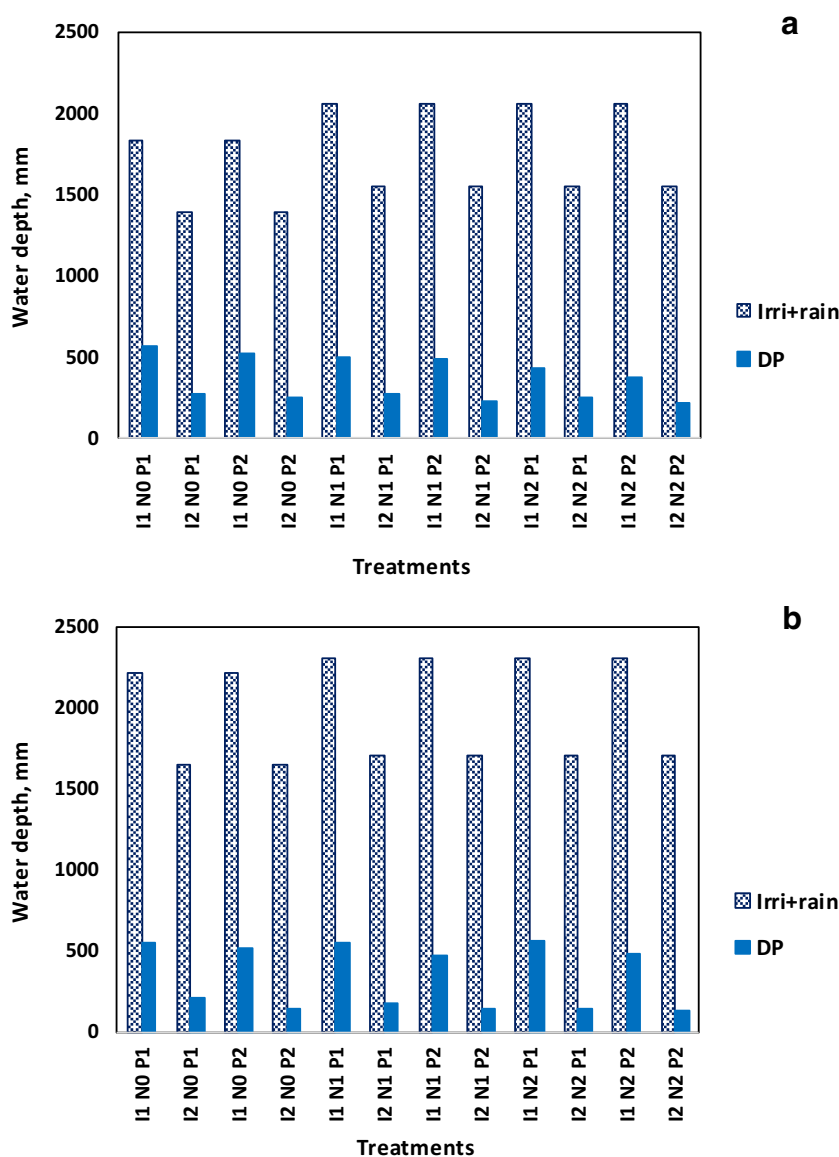 a
2500
2000
1500
1000
500
0
Water depth, mm
I1 N0 P1
I2 N0 P1
I1 N0 P2
I2 N0 P2
I1 N1 P1
I2 N1 P1
I1 N1 P2
I2 N1 P2
I1 N2 P1
I2 N2 P1
I1 N2 P2
I2 N2 P2
Treatments
Irri+rain
DP
b
2500
2000
1500
1000
500
0
Water depth, mm
I1 N0 P1
I2 N0 P1
I1 N0 P2
I2 N0 P2
I1 N1 P1
I2 N1 P1
I1 N1 P2
I2 N1 P2
I1 N2 P1
I2 N2 P1
I1 N2 P2
I2 N2 P2
Treatments
Irri+rain
DP